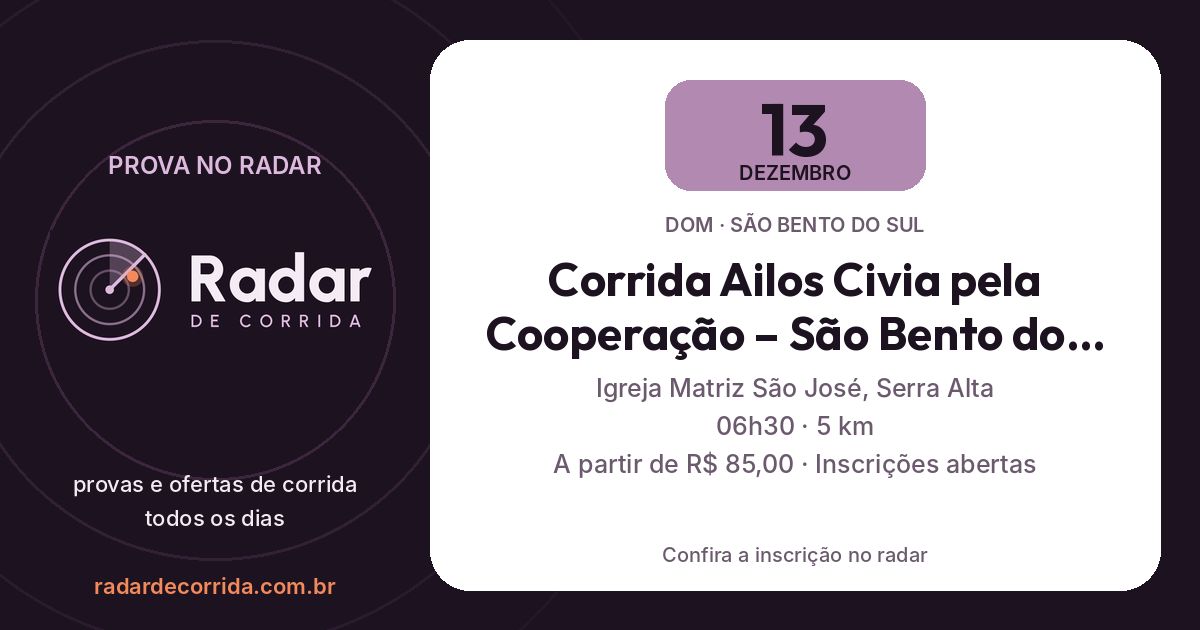 PROVA NO RADAR
Radar
DE CORRIDA
provas e ofertas de corrida
todos os dias
radardecorrida.com.br
13
DEZEMBRO
DOM · SÃO BENTO DO SUL
Corrida Ailos Civia pela
Cooperação – São Bento do...
Igreja Matriz São José, Serra Alta
06h30 · 5 km
A partir de R$ 85,00 · Inscrições abertas
Confira a inscrição no radar